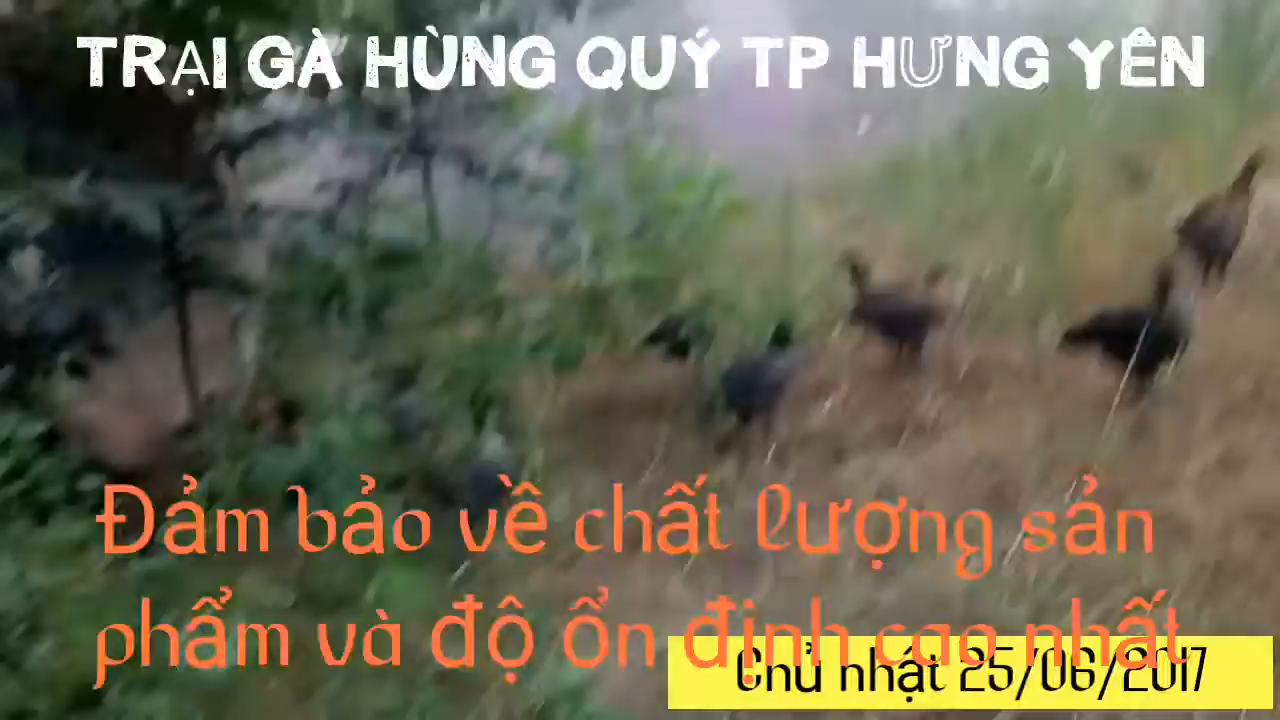 TRẠI GÀ HÙNG QUÝ TP HƯNG YÊN
Đảm bảo về chất lượng sản
phẩm và độ ổn định cao nhất
Chủ nhật 25/06/2017